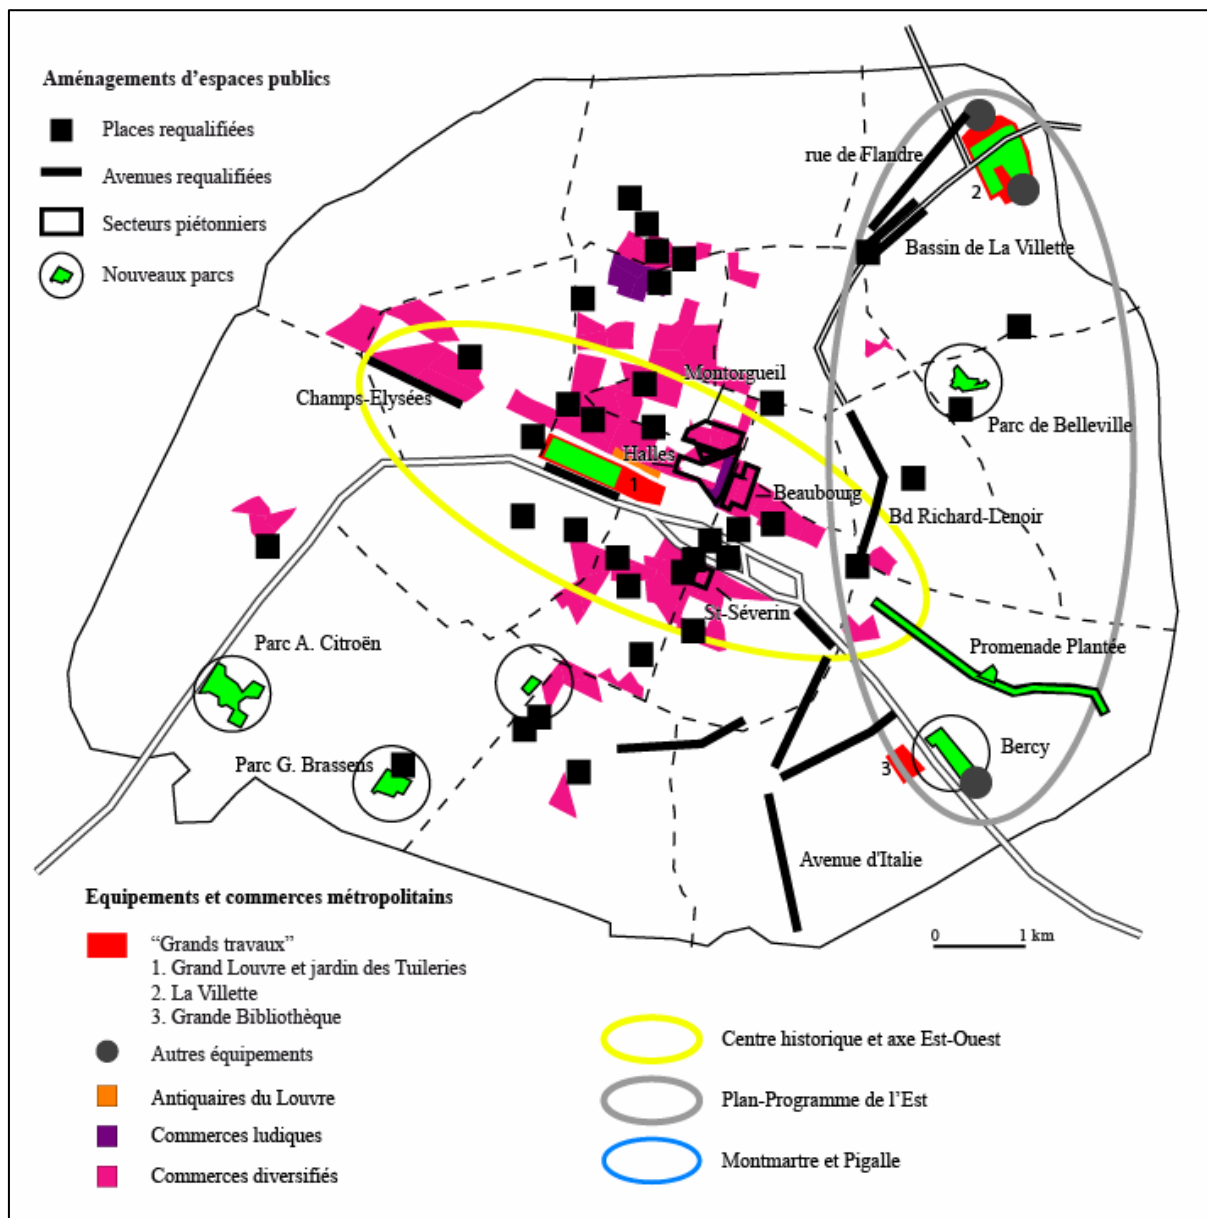 Aménagements d'espaces publics
Places requalifiées
Avenues requalifiées
Secteurs piétonniers
Nouveaux parcs
rue de Flandre
2
Bassin de La Villette
Montorgueil
Champs-Elysées
Parc de Belleville
Halles
1
Beaubourg
Bd Richard-Lenoir
St-Séverin
Parc A. Citroën
Promenade Plantée
Parc G. Brassens
Bercy
3
Avenue d'Italie
0 1 km
Equipements et commerces métropolitains
“Grands travaux”
1. Grand Louvre et jardin des Tuileries
2. La Villette
3. Grande Bibliothèque
Autres équipements
Antiquaires du Louvre
Commerces ludiques
Commerces diversifiés
Centre historique et axe Est-Ouest
Plan-Programme de l'Est
Montmartre et Pigalle